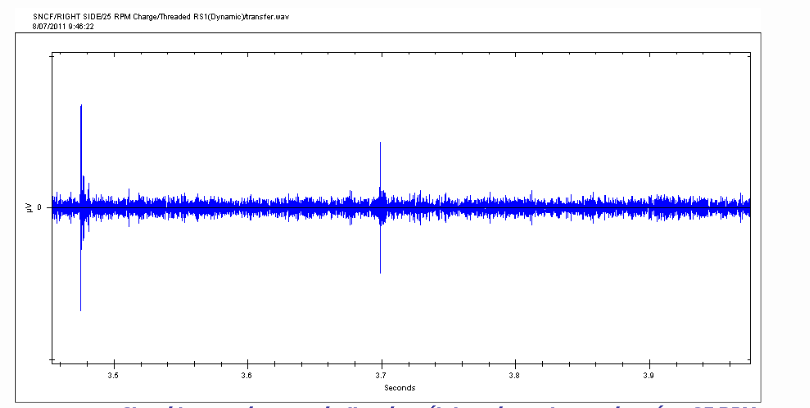 SNCF/RIGHT SIDE/25 RPM Charge/Threaded RS1(Dynamic)/transfer.wav
8/07/2011 9:46:22
µV 0
3.5 3.6 3.7 3.8 3.9
Seconds